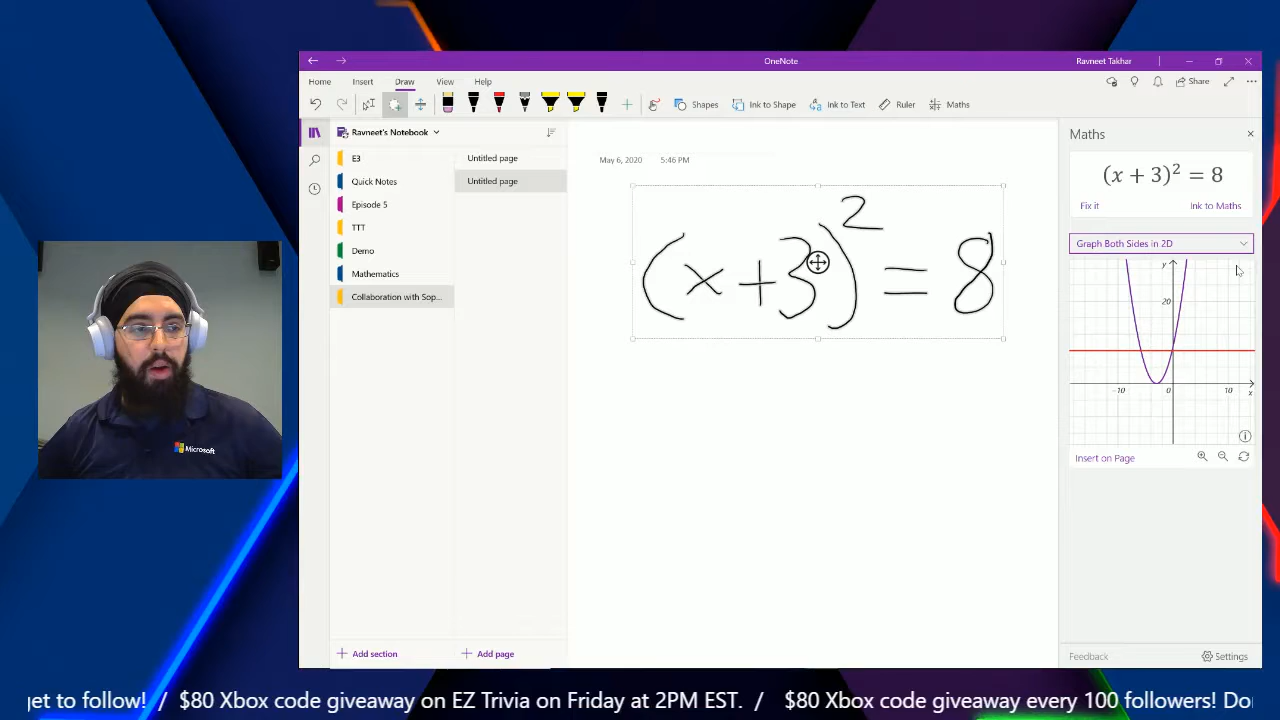 OneNote
Ravneet Takhar
Home Insert Draw View Help
Share
Shapes Ink to Shape Ink to Text Ruler Maths
Ravneet's Notebook
E3
Quick Notes
Episode 5
TTT
Demo
Mathematics
Collaboration with Sop...
Untitled page
Untitled page
May 6, 2020 5:46 PM
(x+3)² = 8
Maths
(x + 3)² = 8
Fix it Ink to Maths
Graph Both Sides in 2D
y
20
-10 0 10
x
Insert on Page
Microsoft
Add section Add page
Feedback Settings
get to follow! / $80 Xbox code giveaway on EZ Trivia on Friday at 2PM EST. / $80 Xbox code giveaway every 100 followers! Do